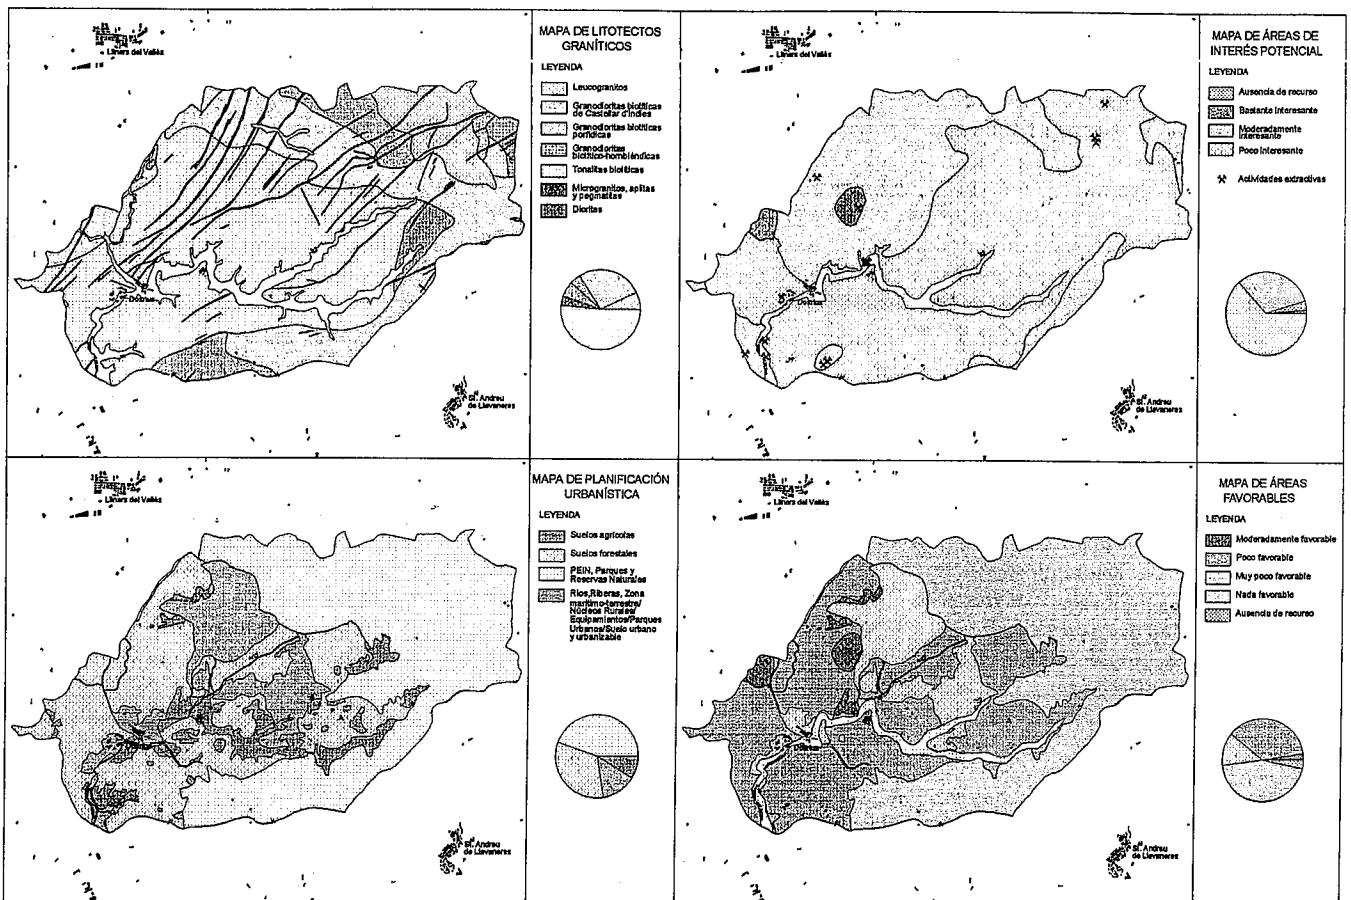 Llinars del Vallés
MAPA DE LITOTECTOS
GRANÍTICOS
LEYENDA
Leucogranitos
Granodioritas biotíticas
de Castellar d'Indies
Granodioritas biotíticas
porfídicas
Granodioritas
biotítico-hornbléndicas
Tonalitas biotíticas
Microgranitos, aplitas
y pegmatitas
Dioritas
Dosrius
St. Andreu
de Llavaneres
Llinars del Vallés
MAPA DE ÁREAS DE
INTERÉS POTENCIAL
LEYENDA
Ausencia de recurso
Bastante interesante
Moderadamente
interesante
Poco interesante
Actividades extractivas
Dosrius
St. Andreu
de Llavaneres
Llinars del Vallés
MAPA DE PLANIFICACIÓN
URBANÍSTICA
LEYENDA
Suelos agrícolas
Suelos forestales
PEIN, Parques y
Reservas Naturales
Ríos, Riberas, Zona
marítimo-terrestre/
Núcleos Rurales/
Equipamientos/Parques
Urbanos/Suelo urbano
y urbanizable
St. Andreu
de Llavaneres
Llinars del Vallés
MAPA DE ÁREAS
FAVORABLES
LEYENDA
Moderadamente favorable
Poco favorable
Muy poco favorable
Nada favorable
Ausencia de recurso
Dosrius
St. Andreu
de Llavaneres